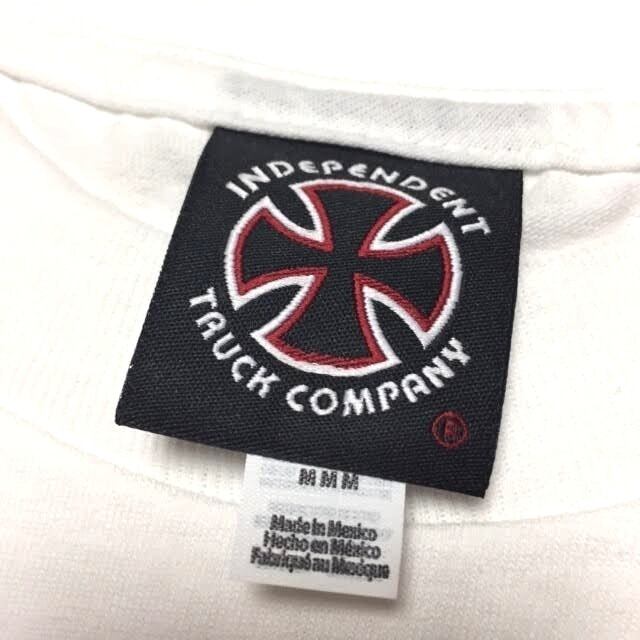 INDEPENDENT
TRUCK COMPANY
®
M M M
Made in Mexico
Hecho en México
Fabriqué au Mexique